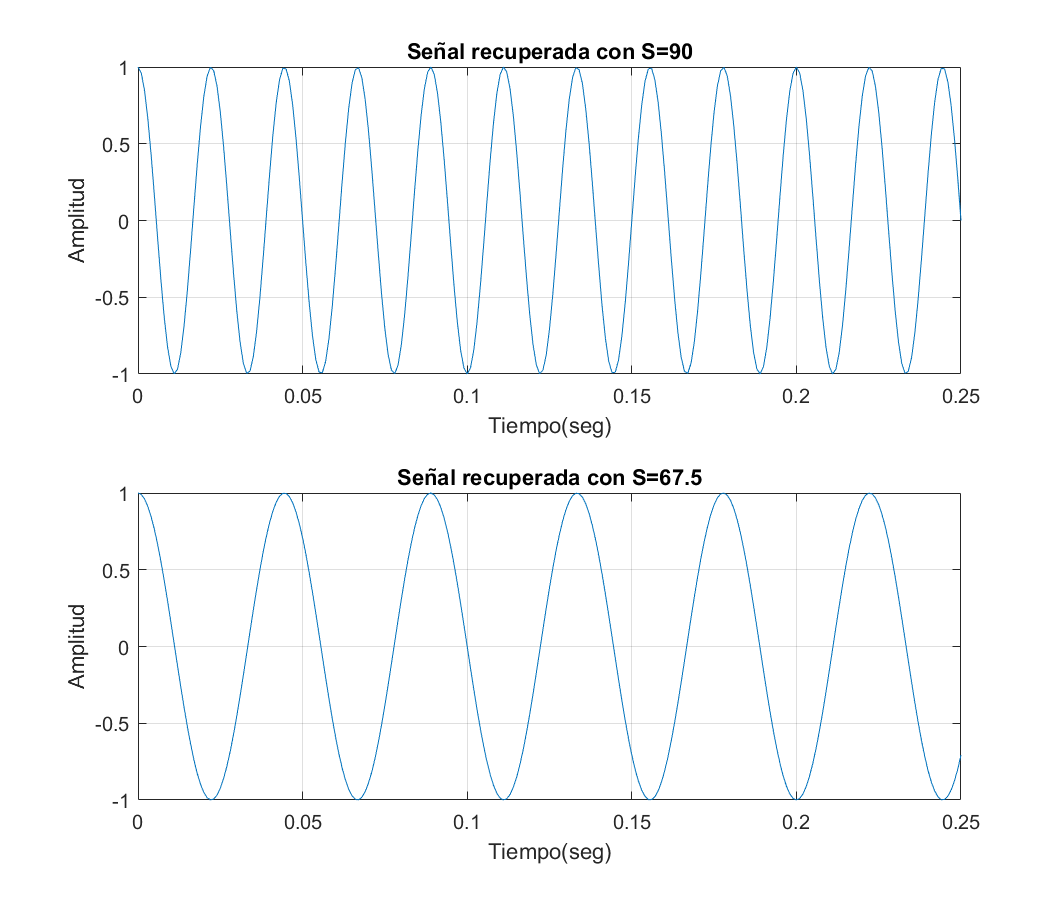 Señal recuperada con S=90
1
0.5
0
-0.5
-1
Amplitud
0 0.05 0.1 0.15 0.2 0.25
Tiempo(seg)
Señal recuperada con S=67.5
1
0.5
0
-0.5
-1
Amplitud
0 0.05 0.1 0.15 0.2 0.25
Tiempo(seg)